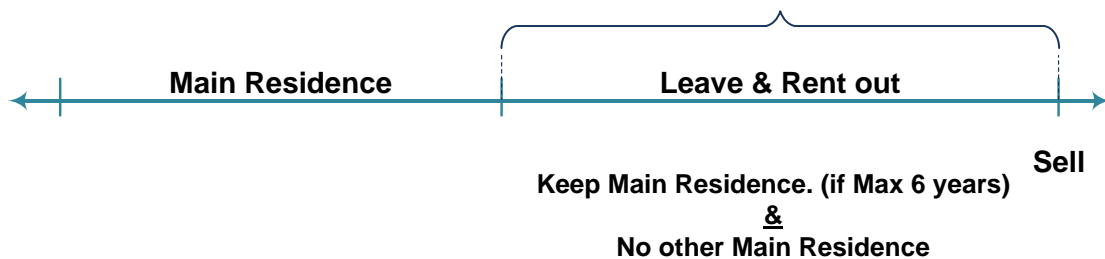 Main Residence
Leave & Rent out
Sell
Keep Main Residence. (if Max 6 years)
&
No other Main Residence